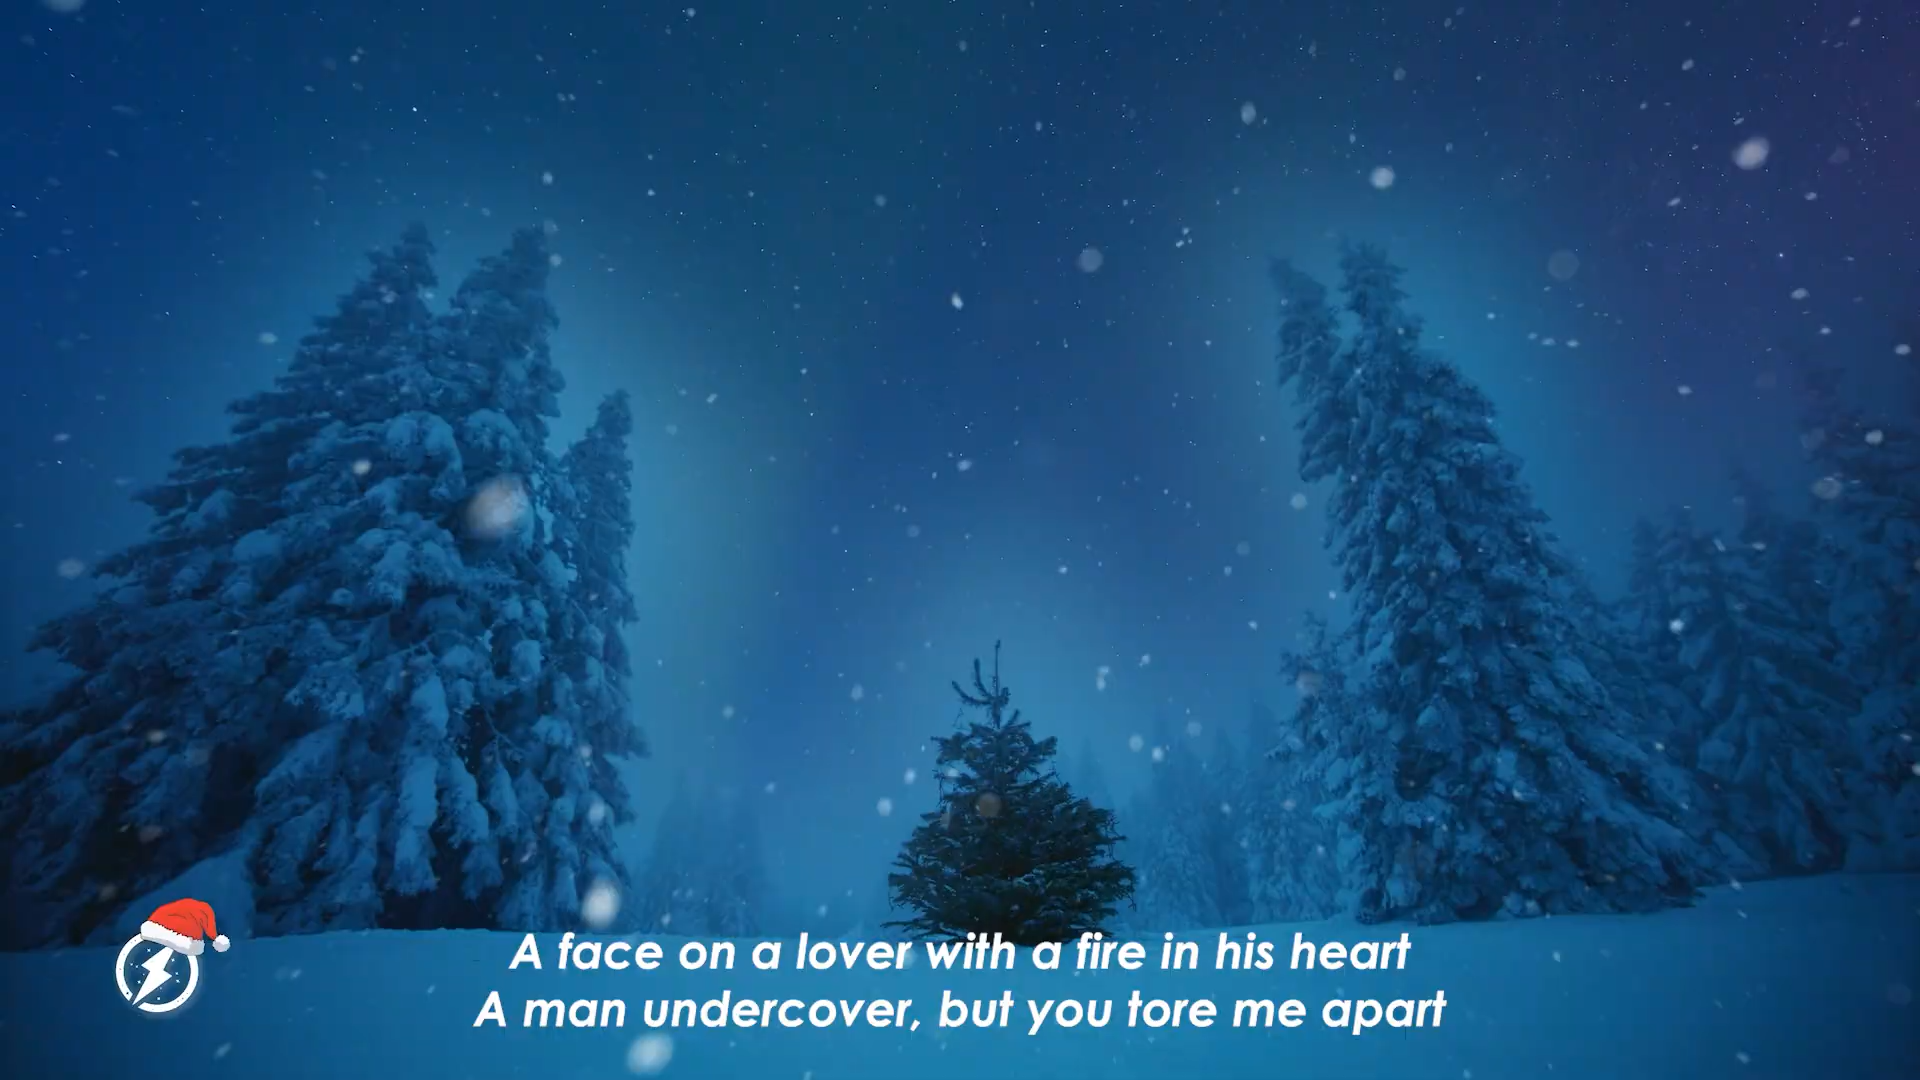 A face on a lover with a fire in his heart
A man undercover, but you tore me apart